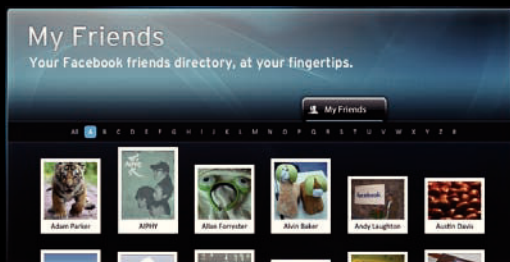 My Friends
Your Facebook friends directory, at your fingertips.
My Friends
All A B C D E F G H I J K L M N O P Q R S T U V W X Y Z #
facebook
Adam Parker AIPHY Allan Forrester Alvin Baker Andy Laughton Austin Davis